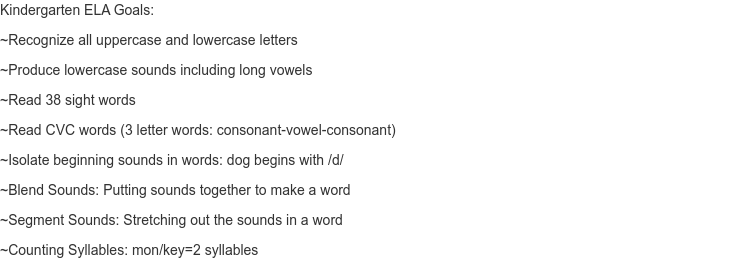 Kindergarten ELA Goals:
~Recognize all uppercase and lowercase letters
~Produce lowercase sounds including long vowels
~Read 38 sight words
~Read CVC words (3 letter words: consonant-vowel-consonant)
~Isolate beginning sounds in words: dog begins with /d/
~Blend Sounds: Putting sounds together to make a word
~Segment Sounds: Stretching out the sounds in a word
~Counting Syllables: mon/key=2 syllables